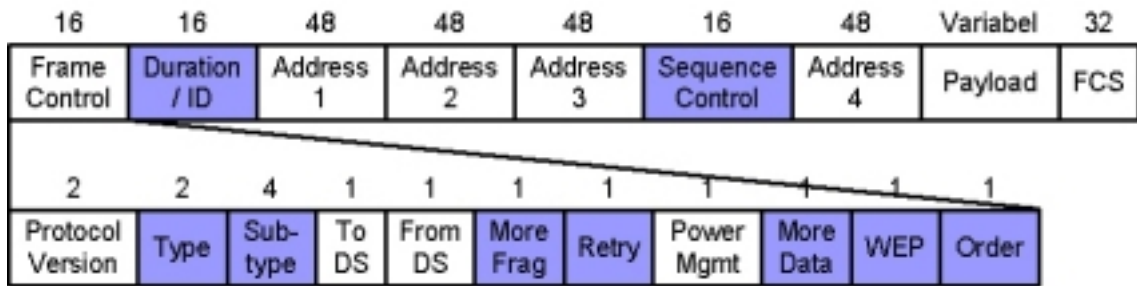 16 16 48 48 48 16 48 Variabel 32
Frame Control Duration / ID Address 1 Address 2 Address 3 Sequence Control Address 4 Payload FCS
2 2 4 1 1 1 1 1 1 1 1
Protocol Version Type Sub-type To DS From DS More Frag Retry Power Mgmt More Data WEP Order